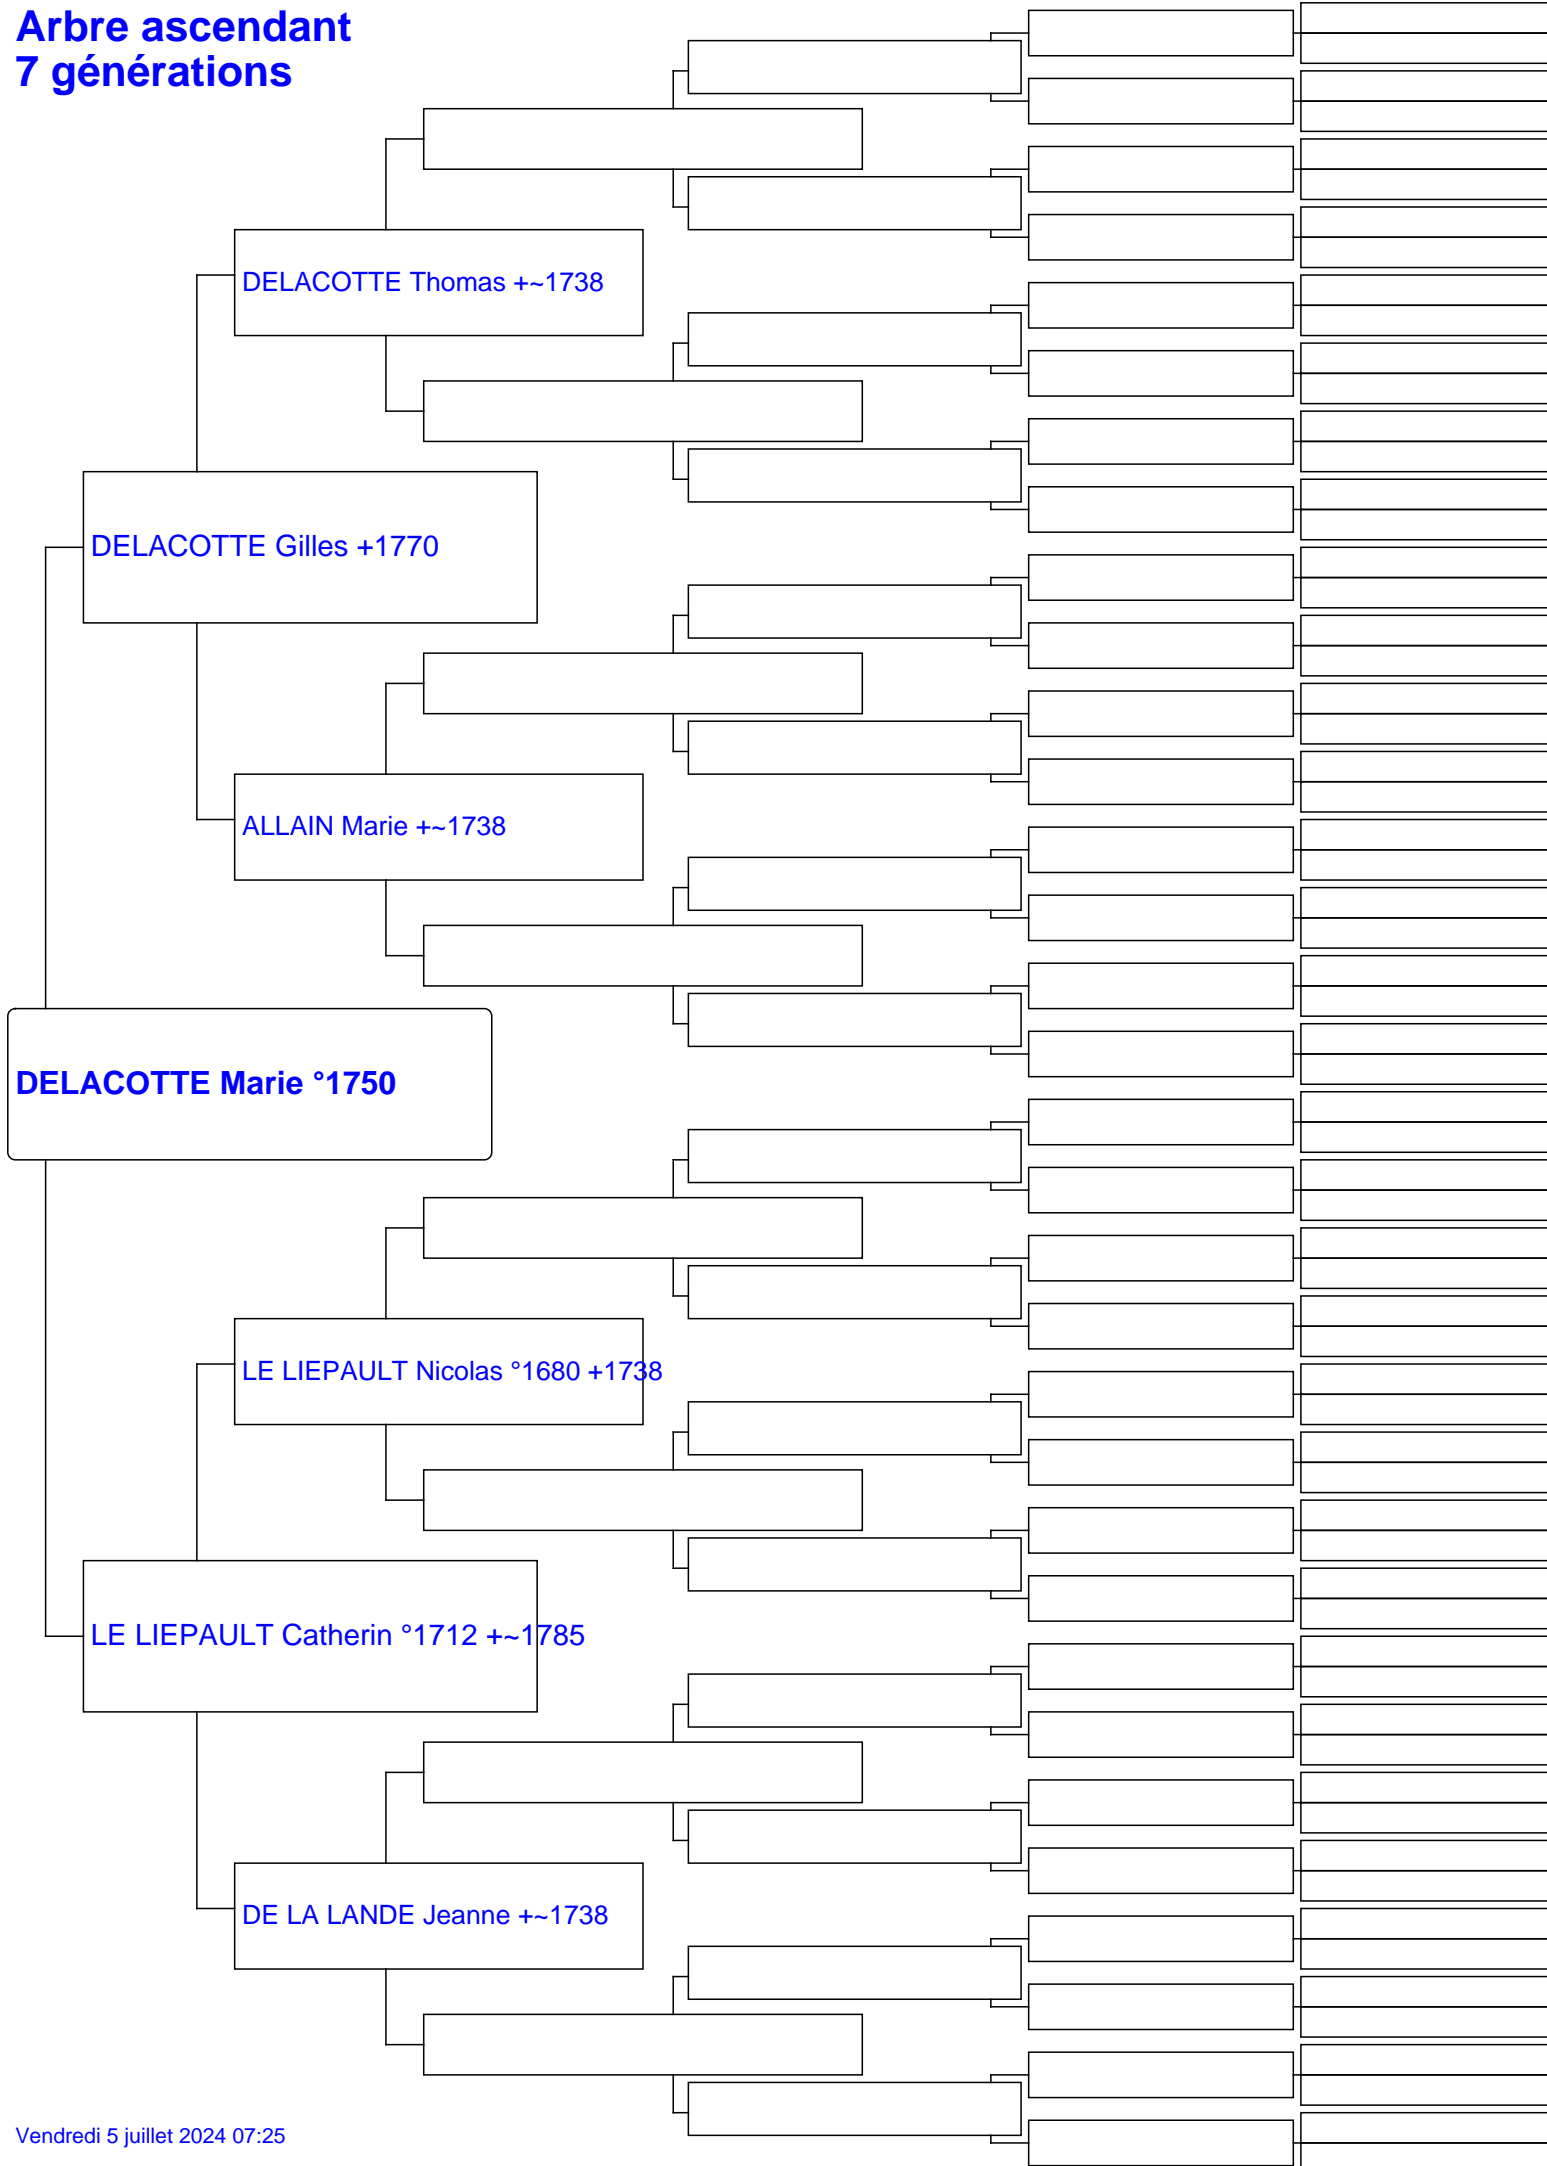 Arbre ascendant
7 générations
DELACOTTE Thomas +~1738
DELACOTTE Gilles +1770
ALLAIN Marie +~1738
DELACOTTE Marie °1750
LE LIEPAULT Nicolas °1680 +1738
LE LIEPAULT Catherin °1712 +~1785
DE LA LANDE Jeanne +~1738
Vendredi 5 juillet 2024 07:25